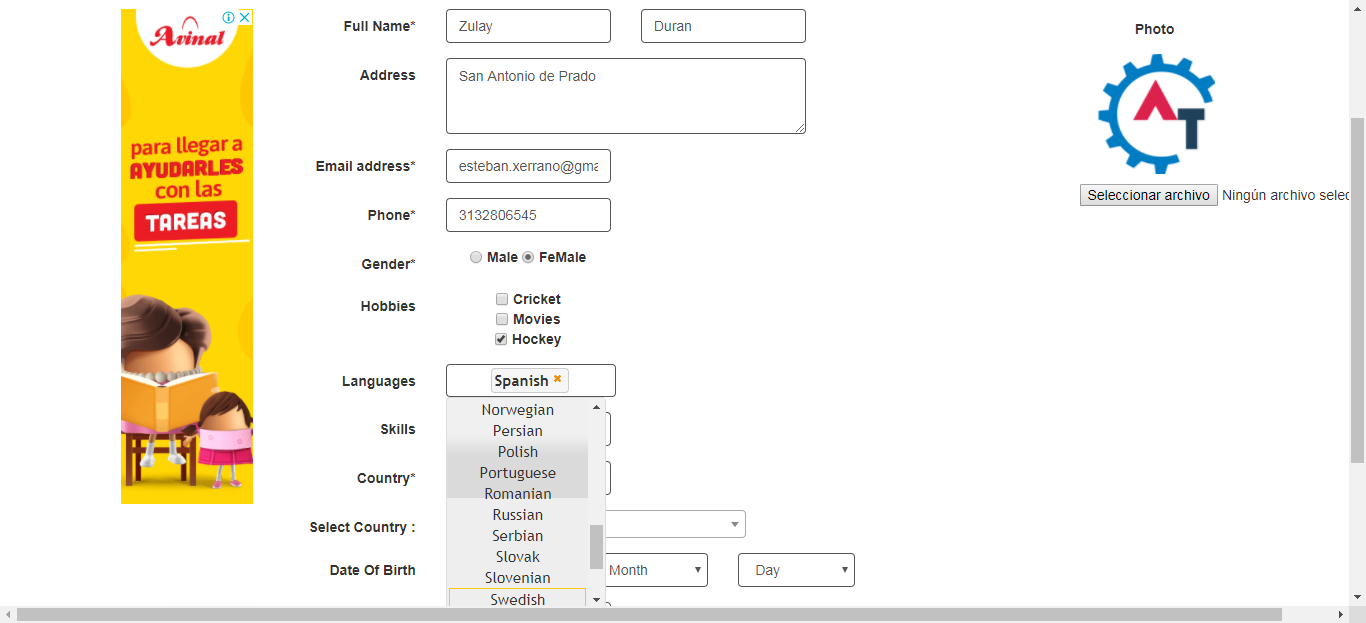 Avinal
para llegar a
AYUDARLES
con las
TAREAS
Full Name*
Zulay
Duran
Address
San Antonio de Prado
Email address*
esteban.xerrano@gma
Phone*
3132806545
Gender*
Male
FeMale
Hobbies
Cricket
Movies
Hockey
Languages
Spanish
Norwegian
Persian
Polish
Portuguese
Romanian
Russian
Serbian
Slovak
Slovenian
Swedish
Skills
Country*
Select Country :
Date Of Birth
Month
Day
Photo
AT
Seleccionar archivo
Ningún archivo selec